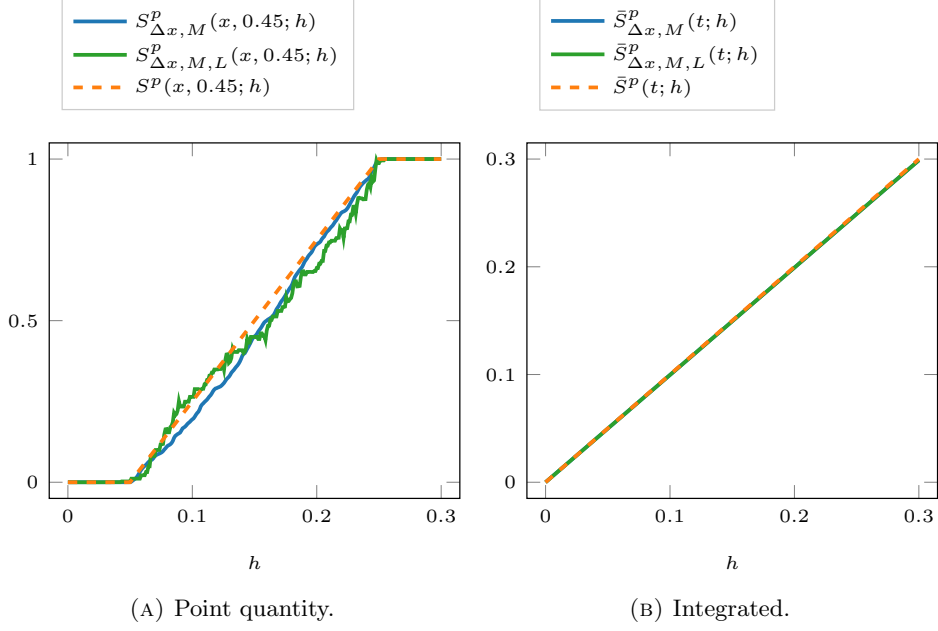 S^p_{Δx,M}(x, 0.45; h)
S^p_{Δx,M,L}(x, 0.45; h)
S^p(x, 0.45; h)
1
0.5
0
0 0.1 0.2 0.3
h
(A) Point quantity.
S̄^p_{Δx,M}(t; h)
S̄^p_{Δx,M,L}(t; h)
S̄^p(t; h)
0.3
0.2
0.1
0
0 0.1 0.2 0.3
h
(B) Integrated.